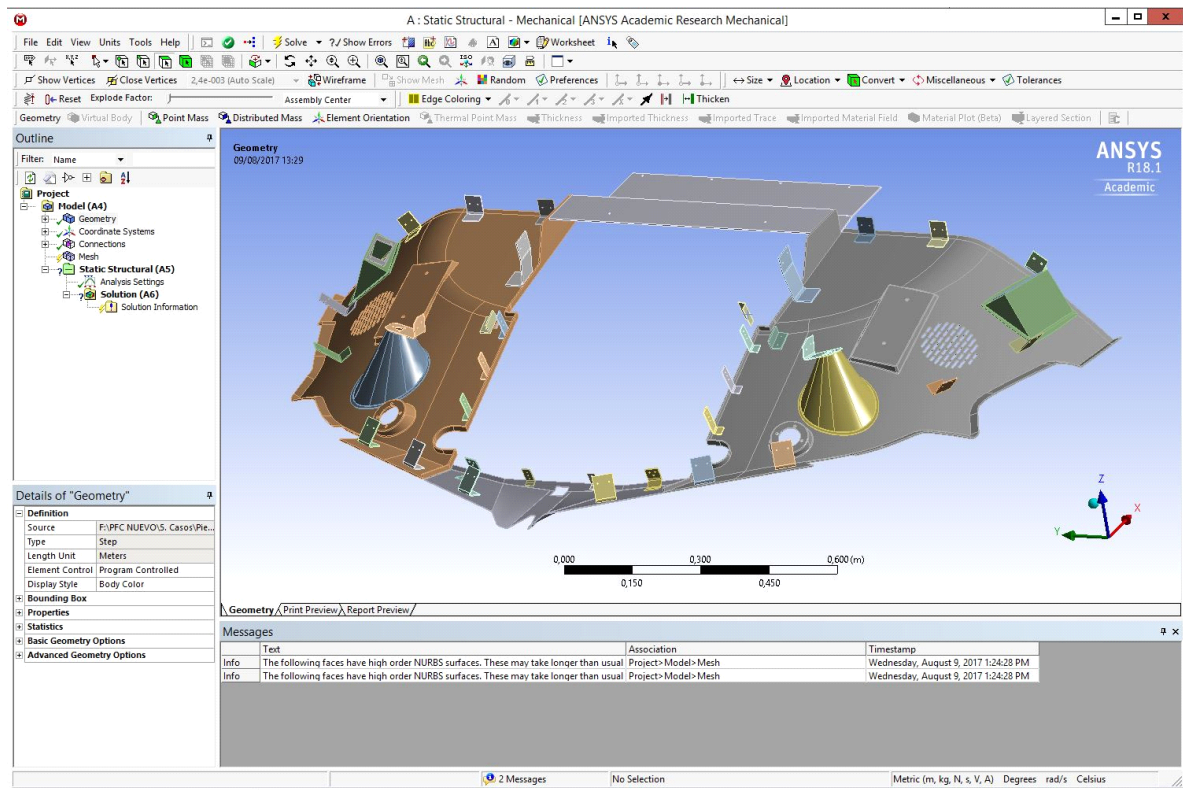 A : Static Structural - Mechanical [ANSYS Academic Research Mechanical]
File Edit View Units Tools Help Solve ?/ Show Errors Worksheet
Show Vertices Close Vertices 2,4e-003 (Auto Scale) Wireframe Show Mesh Random Preferences Size Location Convert Miscellaneous Tolerances
Reset Explode Factor: Assembly Center Edge Coloring Thicken
Geometry Virtual Body Point Mass Distributed Mass Element Orientation Thermal Point Mass Thickness Imported Thickness Imported Trace Imported Material Field Material Plot (Beta) Layered Section
Outline
Filter: Name
Project
Model (A4)
Geometry
Coordinate Systems
Connections
Mesh
Static Structural (A5)
Analysis Settings
Solution (A6)
Solution Information
Geometry
09/08/2017 13:29
ANSYS
R18.1
Academic
Z
X
Y
0,000 0,300 0,600 (m)
0,150 0,450
Details of "Geometry"
Definition
Source F:\PFC NUEVO\5. Casos\Pie...
Type Step
Length Unit Meters
Element Control Program Controlled
Display Style Body Color
Bounding Box
Properties
Statistics
Basic Geometry Options
Advanced Geometry Options
Geometry Print Preview Report Preview
Messages
Text Association Timestamp
Info The following faces have high order NURBS surfaces. These may take longer than usual Project>Model>Mesh Wednesday, August 9, 2017 1:24:28 PM
Info The following faces have high order NURBS surfaces. These may take longer than usual Project>Model>Mesh Wednesday, August 9, 2017 1:24:28 PM
2 Messages No Selection Metric (m, kg, N, s, V, A) Degrees rad/s Celsius